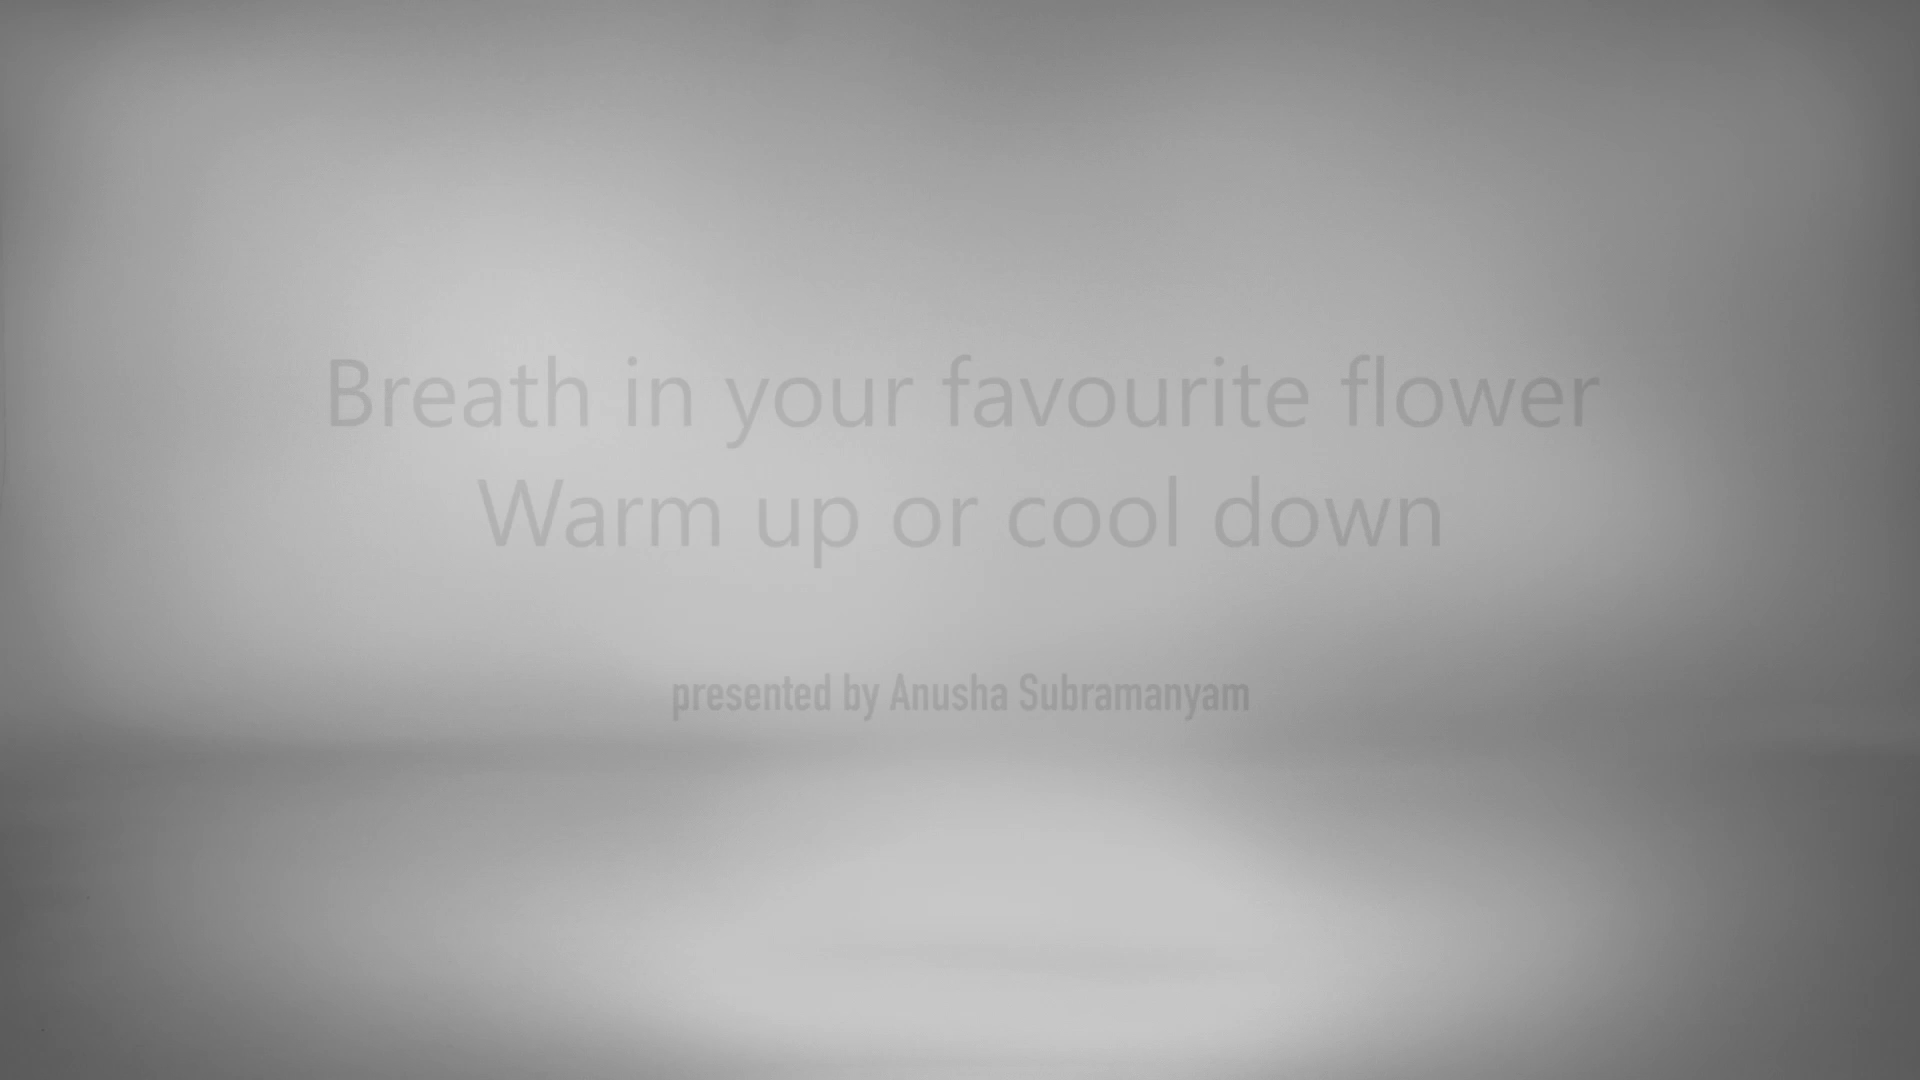 Breath in your favourite flower
Warm up or cool down
presented by Anusha Subramanyam